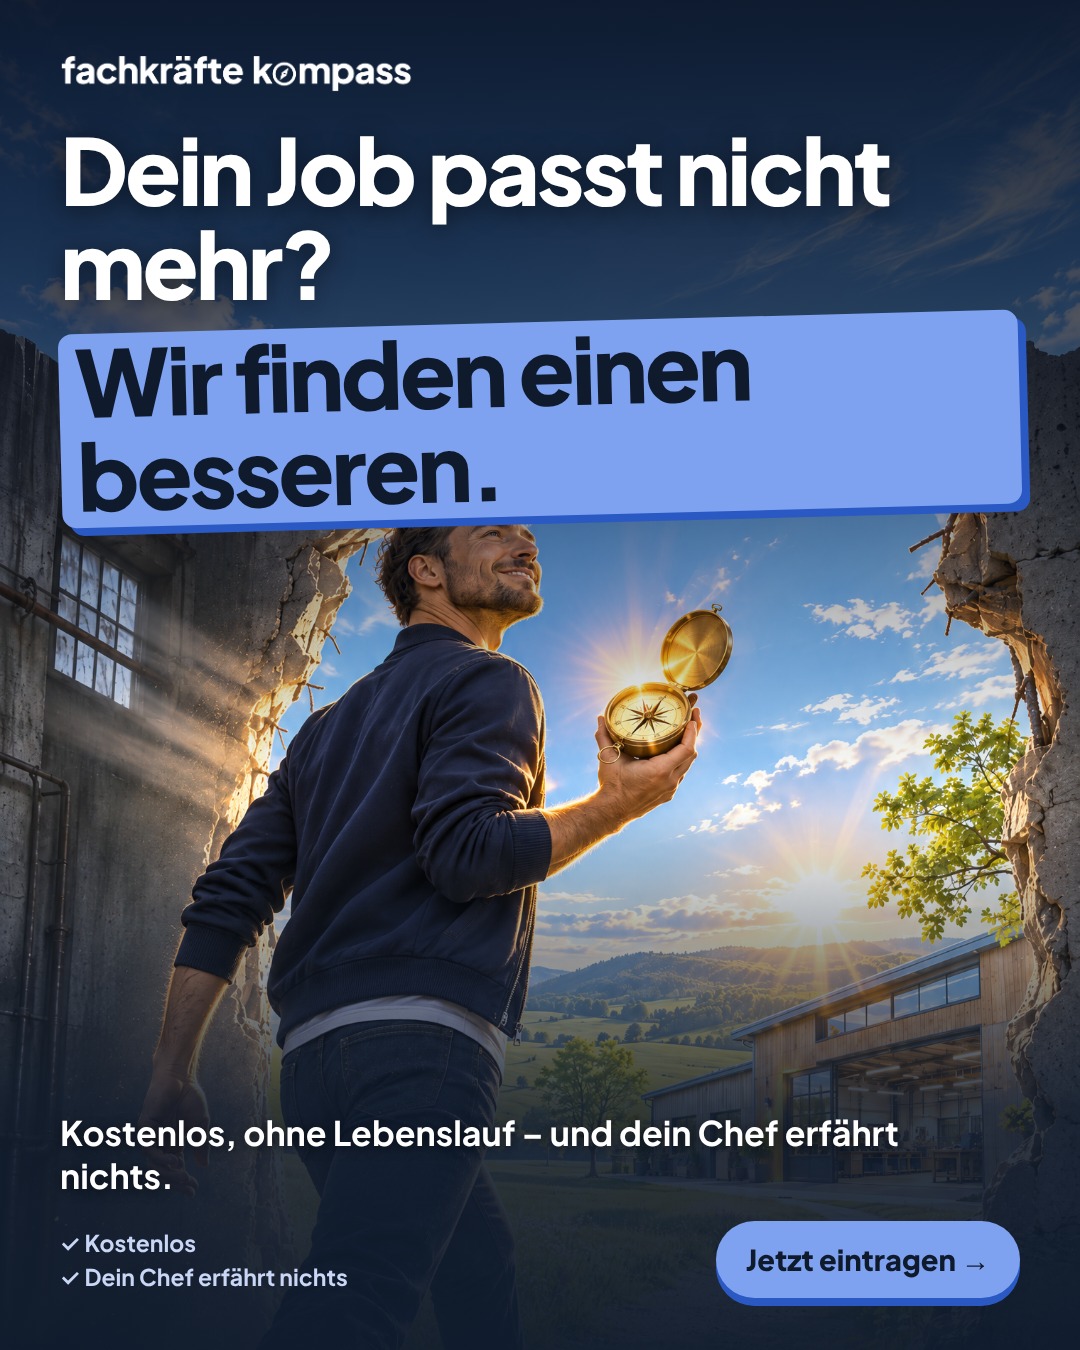 fachkräfte kompass
Dein Job passt nicht
mehr?
Wir finden einen
besseren.
Kostenlos, ohne Lebenslauf – und dein Chef erfährt
nichts.
✓ Kostenlos
✓ Dein Chef erfährt nichts
Jetzt eintragen →